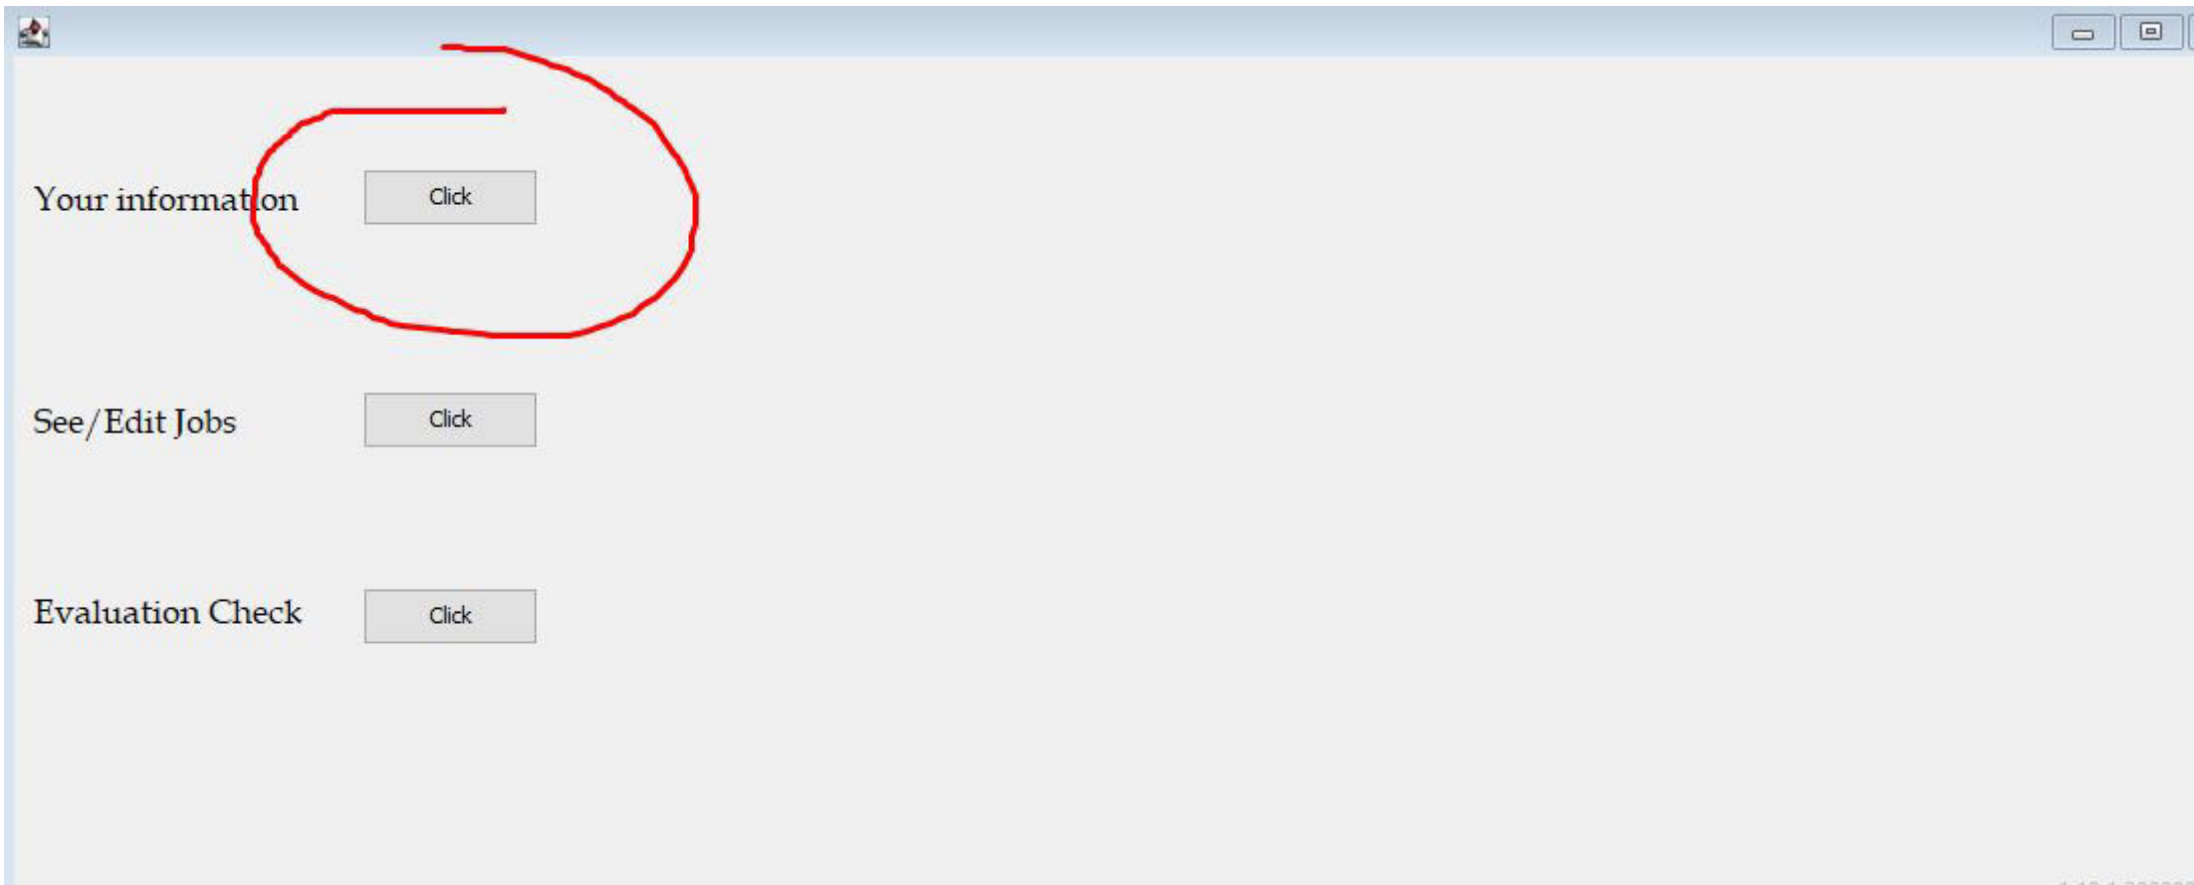 Your information Click
See/Edit Jobs Click
Evaluation Check Click